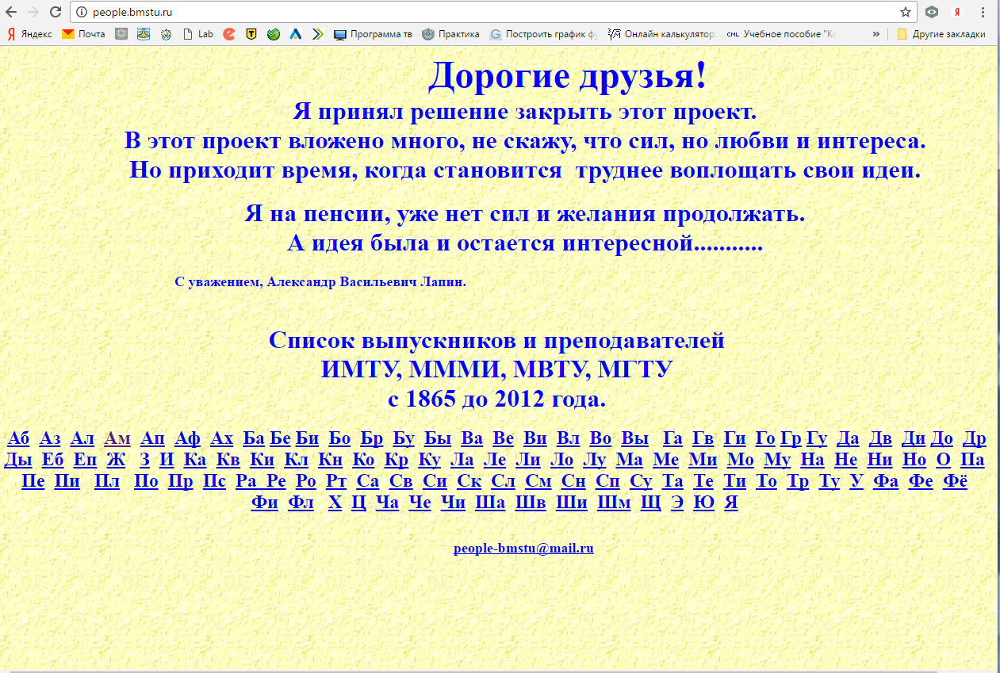 people.bmstu.ru
Яндекс Почта Lab Программа тв Практика Построить график фу Онлайн калькулятор. CML Учебное пособие "Кс » Другие закладки
Дорогие друзья!
Я принял решение закрыть этот проект.
В этот проект вложено много, не скажу, что сил, но любви и интереса.
Но приходит время, когда становится труднее воплощать свои идеи.
Я на пенсии, уже нет сил и желания продолжать.
А идея была и остается интересной...........
С уважением, Александр Васильевич Лапин.
Список выпускников и преподавателей
ИМТУ, МММИ, МВТУ, МГТУ
с 1865 до 2012 года.
Аб Аз Ал Ам Ап Аф Ах Ба Бе Би Бо Бр Бу Бы Ва Ве Ви Вл Во Вы Га Гв Ги Го Гр Гу Да Дв Ди До Др
Ды Еб Еп Ж З И Ка Кв Ки Кл Кн Ко Кр Ку Ла Ле Ли Ло Лу Ма Ме Ми Мо Му На Не Ни Но О Па
Пе Пи Пл По Пр Пс Ра Ре Ро Рт Са Св Си Ск Сл См Сн Сп Су Та Те Ти То Тр Ту У Фа Фе Фё
Фи Фл Х Ц Ча Че Чи Ша Шв Ши Шм Щ Э Ю Я
people-bmstu@mail.ru